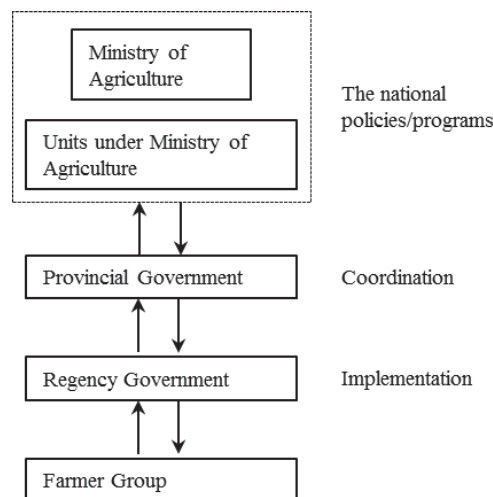 Ministry of
Agriculture
The national
policies/programs
Units under Ministry of
Agriculture
Provincial Government
Coordination
Regency Government
Implementation
Farmer Group